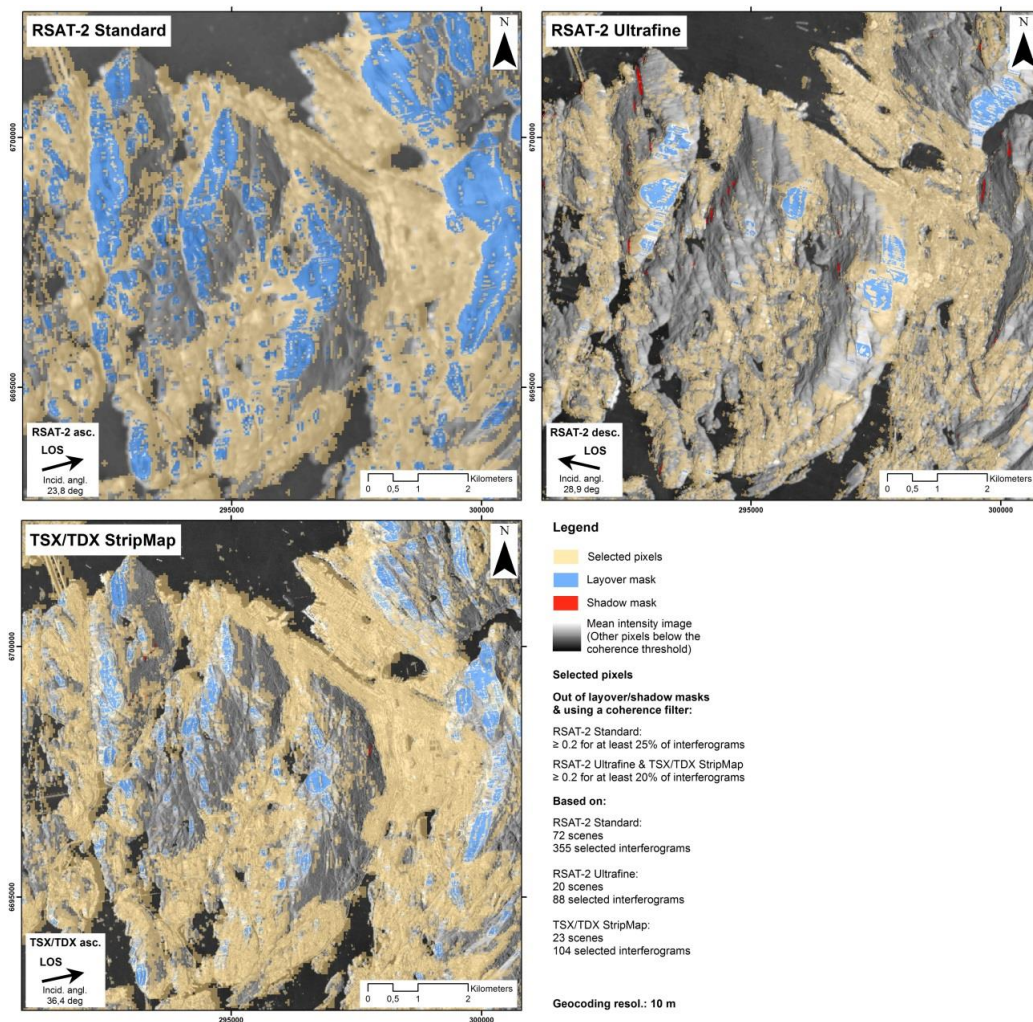 RSAT-2 Standard
N
6700000
6695000
RSAT-2 asc.
LOS
Incid. angl.
23,8 deg
Kilometers
0 0,5 1 2
295000
300000
RSAT-2 Ultrafine
N
6700000
6695000
RSAT-2 desc.
LOS
Incid. angl.
28,9 deg
Kilometers
0 0,5 1 2
295000
300000
TSX/TDX StripMap
N
6700000
6695000
TSX/TDX asc.
LOS
Incid. angl.
36,4 deg
Kilometers
0 0,5 1 2
295000
300000
Legend
Selected pixels
Layover mask
Shadow mask
Mean intensity image
(Other pixels below the
coherence threshold)
Selected pixels
Out of layover/shadow masks
& using a coherence filter:
RSAT-2 Standard:
≥ 0.2 for at least 25% of interferograms
RSAT-2 Ultrafine & TSX/TDX StripMap
≥ 0.2 for at least 20% of interferograms
Based on:
RSAT-2 Standard:
72 scenes
355 selected interferograms
RSAT-2 Ultrafine:
20 scenes
88 selected interferograms
TSX/TDX StripMap:
23 scenes
104 selected interferograms
Geocoding resol.: 10 m